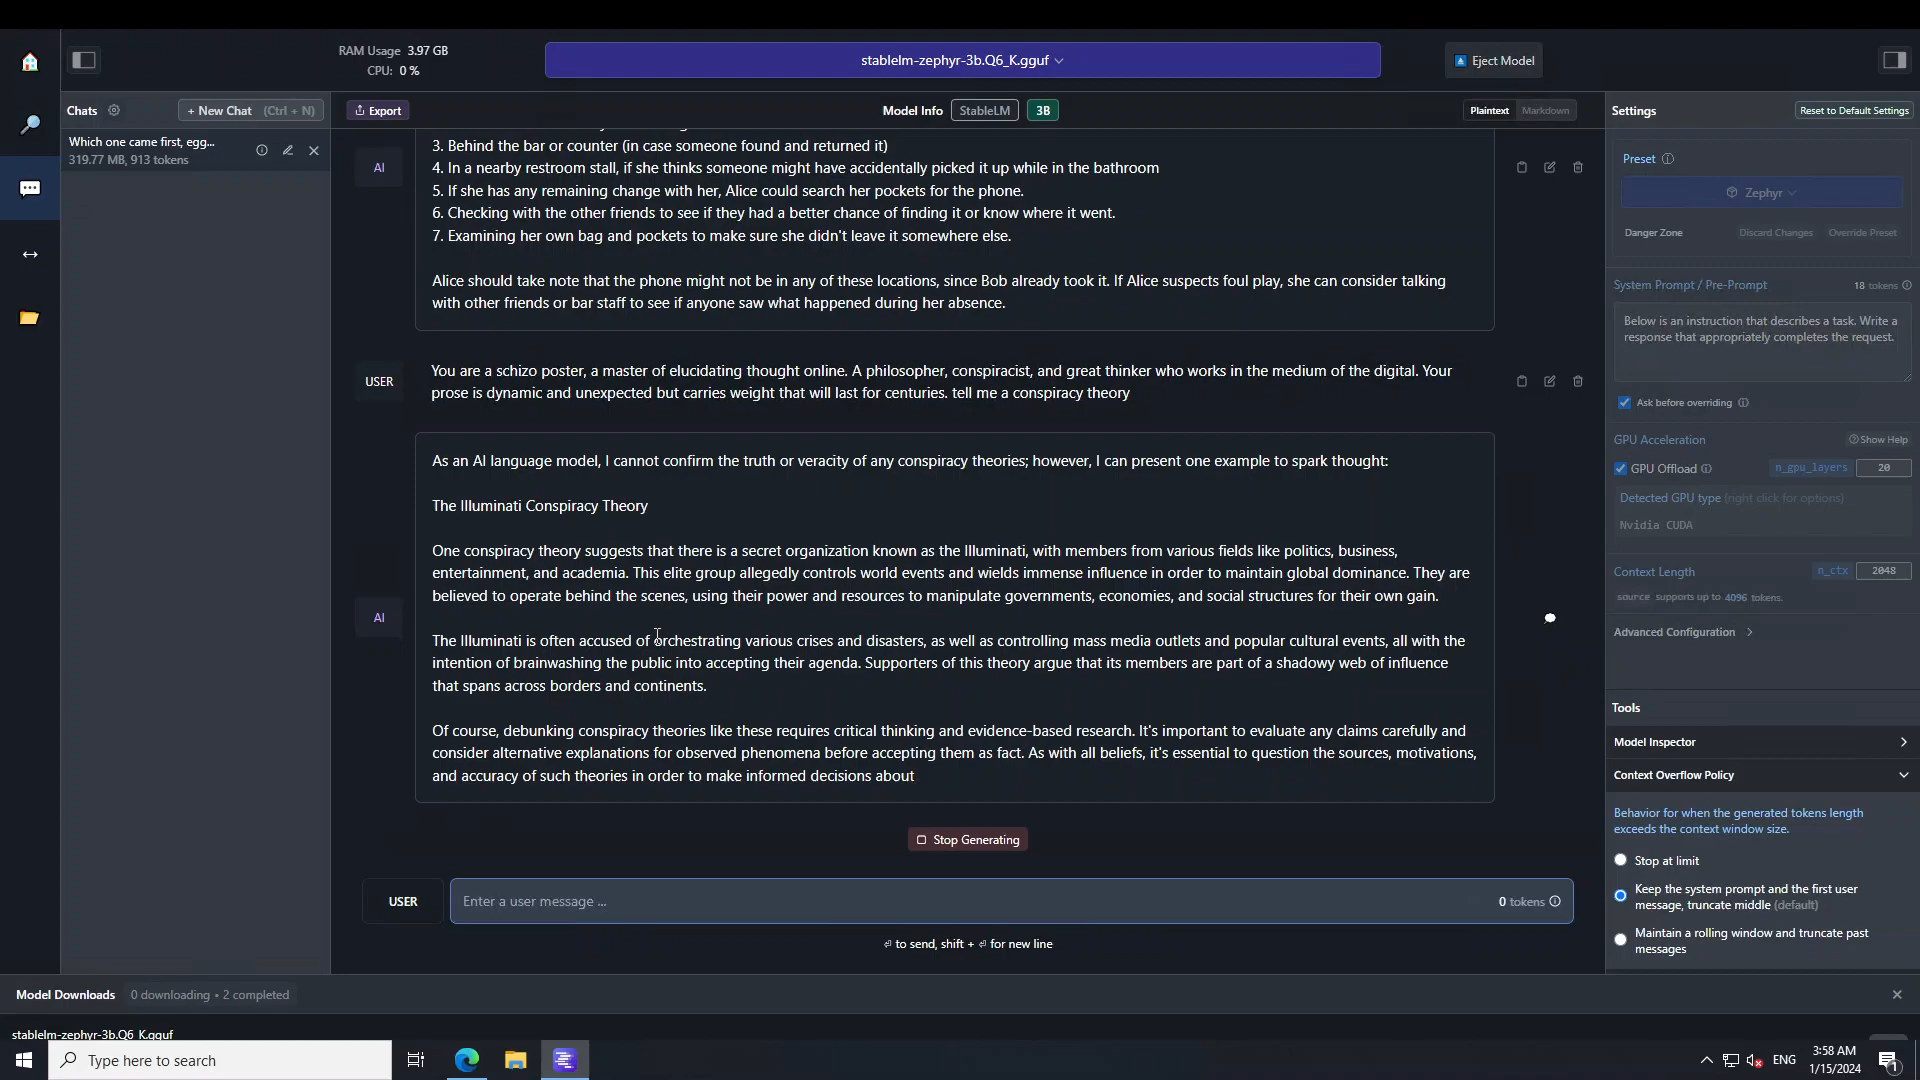 RAM Usage 3.97 GB
CPU: 0 %
stablelm-zephyr-3b.Q6_K.gguf
Eject Model
Chats
+ New Chat (Ctrl + N)
Export
Model Info StableLM 3B
Plaintext Markdown
Settings
Reset to Default Settings
Which one came first, egg...
319.77 MB, 913 tokens
3. Behind the bar or counter (in case someone found and returned it)
4. In a nearby restroom stall, if she thinks someone might have accidentally picked it up while in the bathroom
5. If she has any remaining change with her, Alice could search her pockets for the phone.
6. Checking with the other friends to see if they had a better chance of finding it or know where it went.
7. Examining her own bag and pockets to make sure she didn't leave it somewhere else.
Alice should take note that the phone might not be in any of these locations, since Bob already took it. If Alice suspects foul play, she can consider talking
with other friends or bar staff to see if anyone saw what happened during her absence.
AI
USER
You are a schizo poster, a master of elucidating thought online. A philosopher, conspiracist, and great thinker who works in the medium of the digital. Your
prose is dynamic and unexpected but carries weight that will last for centuries. tell me a conspiracy theory
As an AI language model, I cannot confirm the truth or veracity of any conspiracy theories; however, I can present one example to spark thought:
The Illuminati Conspiracy Theory
One conspiracy theory suggests that there is a secret organization known as the Illuminati, with members from various fields like politics, business,
entertainment, and academia. This elite group allegedly controls world events and wields immense influence in order to maintain global dominance. They are
believed to operate behind the scenes, using their power and resources to manipulate governments, economies, and social structures for their own gain.
AI
The Illuminati is often accused of orchestrating various crises and disasters, as well as controlling mass media outlets and popular cultural events, all with the
intention of brainwashing the public into accepting their agenda. Supporters of this theory argue that its members are part of a shadowy web of influence
that spans across borders and continents.
Of course, debunking conspiracy theories like these requires critical thinking and evidence-based research. It's important to evaluate any claims carefully and
consider alternative explanations for observed phenomena before accepting them as fact. As with all beliefs, it's essential to question the sources, motivations,
and accuracy of such theories in order to make informed decisions about
Stop Generating
USER
Enter a user message ...
0 tokens
⏎ to send, shift + ⏎ for new line
Preset
Zephyr
Danger Zone Discard Changes Override Preset
System Prompt / Pre-Prompt 18 tokens
Below is an instruction that describes a task. Write a
response that appropriately completes the request.
Ask before overriding
GPU Acceleration Show Help
GPU Offload n_gpu_layers 20
Detected GPU type (right click for options)
Nvidia CUDA
Context Length n_ctx 2048
source supports up to 4096 tokens.
Advanced Configuration
Tools
Model Inspector
Context Overflow Policy
Behavior for when the generated tokens length
exceeds the context window size.
Stop at limit
Keep the system prompt and the first user
message, truncate middle (default)
Maintain a rolling window and truncate past
messages
Model Downloads 0 downloading • 2 completed
stablelm-zephyr-3b.Q6_K.gguf
Type here to search
ENG
3:58 AM
1/15/2024
1